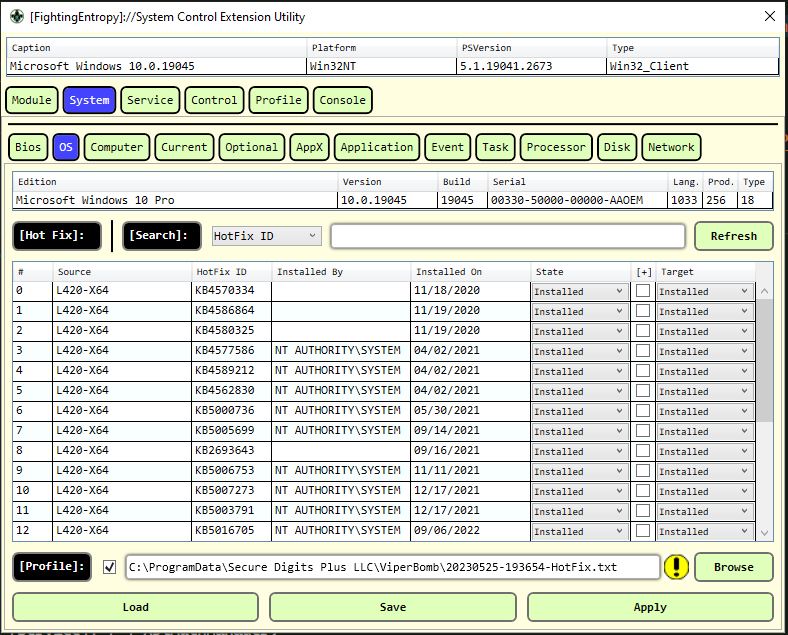 [FightingEntropy]://System Control Extension Utility
Caption Platform PSVersion Type
Microsoft Windows 10.0.19045 Win32NT 5.1.19041.2673 Win32_Client
Module System Service Control Profile Console
Bios OS Computer Current Optional AppX Application Event Task Processor Disk Network
Edition Version Build Serial Lang. Prod. Type
Microsoft Windows 10 Pro 10.0.19045 19045 00330-50000-00000-AAOEM 1033 256 18
[Hot Fix]: [Search]: HotFix ID Refresh
# Source HotFix ID Installed By Installed On State [+] Target
0 L420-X64 KB4570334 11/18/2020 Installed Installed
1 L420-X64 KB4586864 11/19/2020 Installed Installed
2 L420-X64 KB4580325 11/19/2020 Installed Installed
3 L420-X64 KB4577586 NT AUTHORITY\SYSTEM 04/02/2021 Installed Installed
4 L420-X64 KB4589212 NT AUTHORITY\SYSTEM 04/02/2021 Installed Installed
5 L420-X64 KB4562830 NT AUTHORITY\SYSTEM 04/02/2021 Installed Installed
6 L420-X64 KB5000736 NT AUTHORITY\SYSTEM 05/30/2021 Installed Installed
7 L420-X64 KB5005699 NT AUTHORITY\SYSTEM 09/14/2021 Installed Installed
8 L420-X64 KB2693643 09/16/2021 Installed Installed
9 L420-X64 KB5006753 NT AUTHORITY\SYSTEM 11/11/2021 Installed Installed
10 L420-X64 KB5007273 NT AUTHORITY\SYSTEM 12/17/2021 Installed Installed
11 L420-X64 KB5003791 NT AUTHORITY\SYSTEM 12/17/2021 Installed Installed
12 L420-X64 KB5016705 NT AUTHORITY\SYSTEM 09/06/2022 Installed Installed
[Profile]: C:\ProgramData\Secure Digits Plus LLC\ViperBomb\20230525-193654-HotFix.txt Browse
Load Save Apply